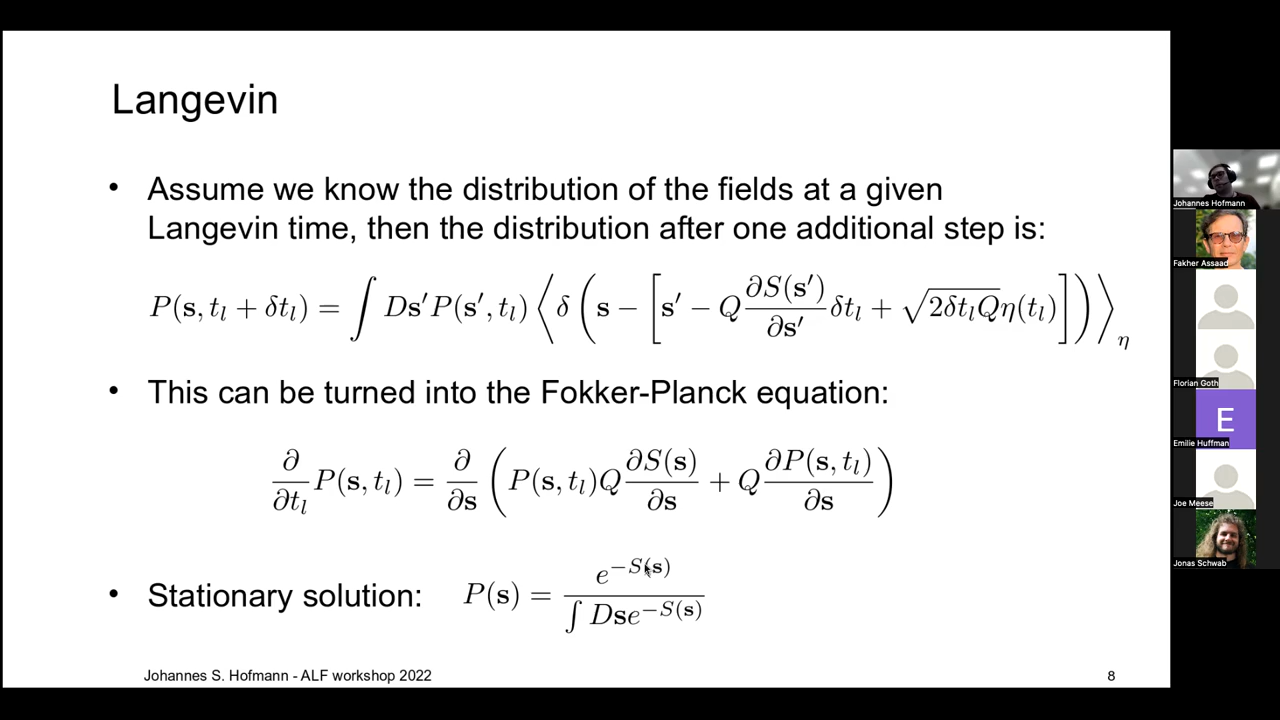 Langevin
• Assume we know the distribution of the fields at a given
Langevin time, then the distribution after one additional step is:
P(s, t_l + δt_l) = ∫ Ds′P(s′, t_l) ⟨δ (s − [s′ − Q ∂S(s′)/∂s′ δt_l + √(2δt_lQ)η(t_l)])⟩_η
• This can be turned into the Fokker-Planck equation:
∂/∂t_l P(s, t_l) = ∂/∂s (P(s, t_l)Q ∂S(s)/∂s + Q ∂P(s, t_l)/∂s)
• Stationary solution: P(s) = e^{−S(s)} / ∫ Dse^{−S(s)}
Johannes S. Hofmann - ALF workshop 2022
8
Johannes Hofmann
Fakher Assaad
Florian Goth
E
Emilie Huffman
Joe Meese
Jonas Schwab